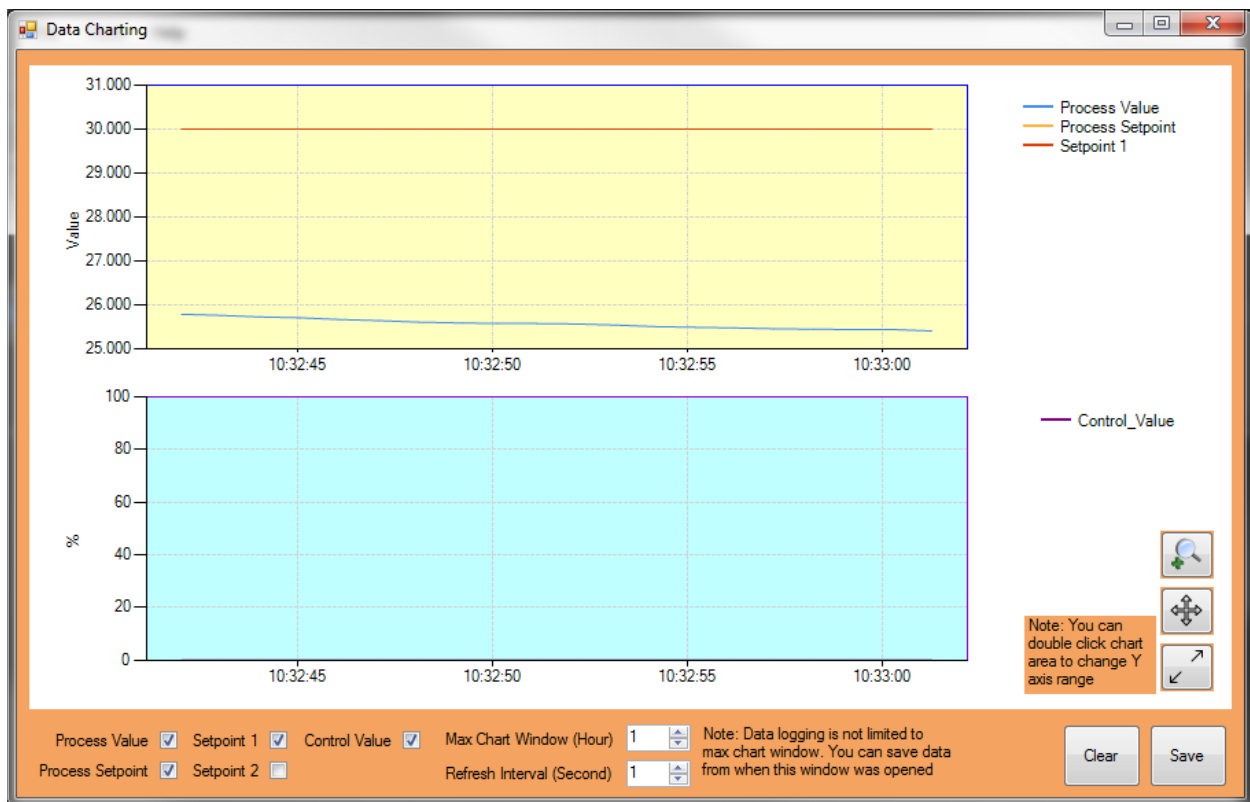 Data Charting
31.000
30.000
29.000
28.000
27.000
26.000
25.000
Value
10:32:45 10:32:50 10:32:55 10:33:00
Process Value
Process Setpoint
Setpoint 1
100
80
60
40
20
0
%
10:32:45 10:32:50 10:32:55 10:33:00
Control_Value
Note: You can
double click chart
area to change Y
axis range
Process Value Setpoint 1 Control Value
Process Setpoint Setpoint 2
Max Chart Window (Hour) 1
Refresh Interval (Second) 1
Note: Data logging is not limited to
max chart window. You can save data
from when this window was opened
Clear Save